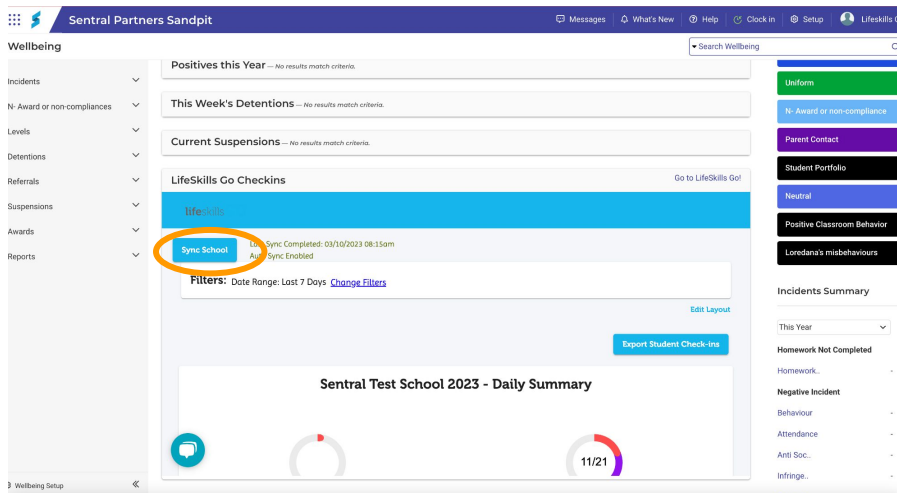 Sentral Partners Sandpit
Messages
What's New
Help
Clock in
Setup
Lifeskills
Wellbeing
Search Wellbeing
Incidents
N- Award or non-compliances
Levels
Detentions
Referrals
Suspensions
Awards
Reports
Wellbeing Setup
Positives this Year — No results match criteria.
This Week's Detentions — No results match criteria.
Current Suspensions — No results match criteria.
LifeSkills Go Checkins
Go to LifeSkills Go!
lifeskills
Sync School
Sync Completed: 03/10/2023 08:15am
Sync Enabled
Filters: Date Range: Last 7 Days Change Filters
Edit Layout
Export Student Check-ins
Sentral Test School 2023 - Daily Summary
11/21
Uniform
N- Award or non-compliance
Parent Contact
Student Portfolio
Neutral
Positive Classroom Behavior
Loredana's misbehaviours
Incidents Summary
This Year
Homework Not Completed
Homework.. -
Negative Incident
Behaviour -
Attendance -
Anti Soc.. -
Infringe.. -